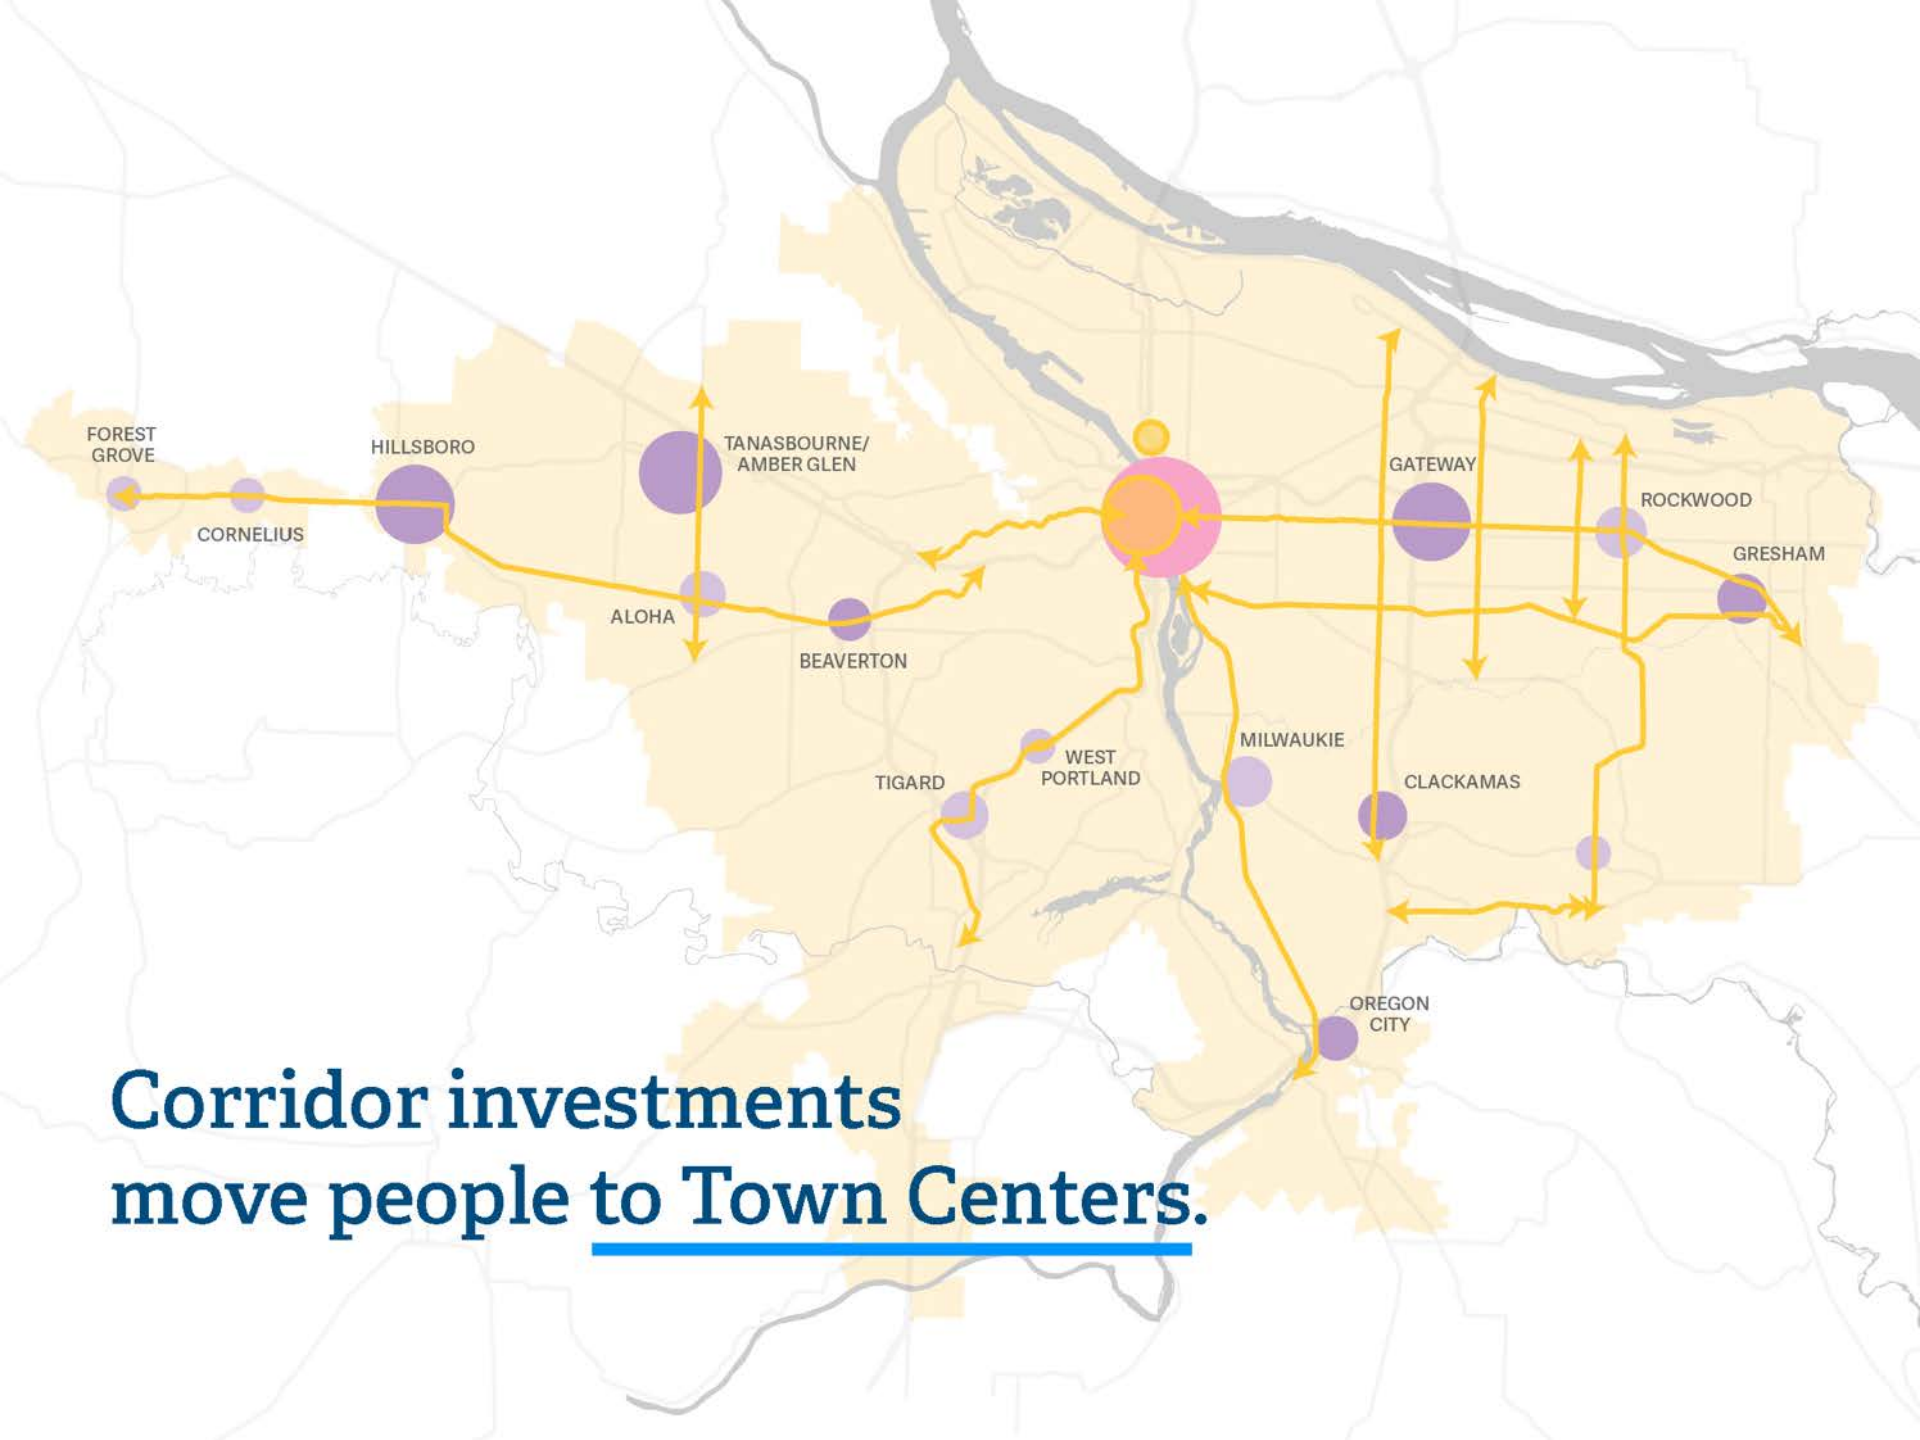 FOREST
GROVE
HILLSBORO
TANASBOURNE/
AMBER GLEN
CORNELIUS
GATEWAY
ROCKWOOD
GRESHAM
ALOHA
BEAVERTON
MILWAUKIE
WEST
PORTLAND
TIGARD
CLACKAMAS
OREGON
CITY
Corridor investments
move people to Town Centers.